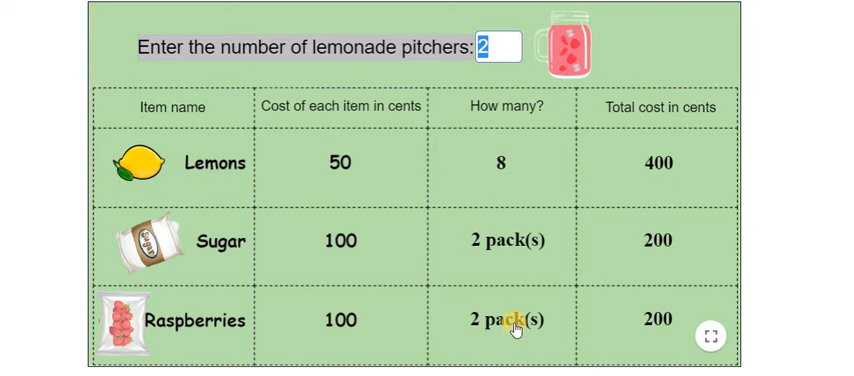 Enter the number of lemonade pitchers: 2
Item name Cost of each item in cents How many? Total cost in cents
Lemons 50 8 400
Sugar Sugar 100 2 pack(s) 200
Raspberries 100 2 pack(s) 200